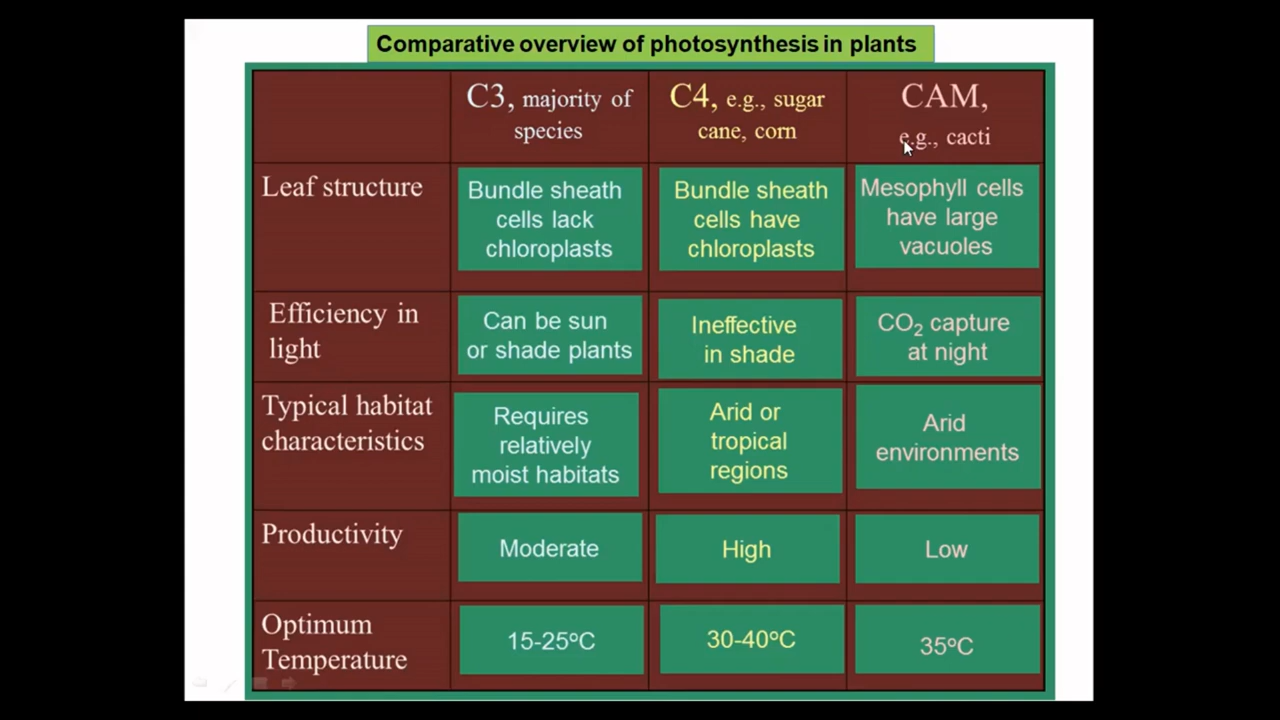 Comparative overview of photosynthesis in plants
C3, majority of
species
C4, e.g., sugar
cane, corn
CAM,
e.g., cacti
Leaf structure
Bundle sheath
cells lack
chloroplasts
Bundle sheath
cells have
chloroplasts
Mesophyll cells
have large
vacuoles
Efficiency in
light
Can be sun
or shade plants
Ineffective
in shade
CO₂ capture
at night
Typical habitat
characteristics
Requires
relatively
moist habitats
Arid or
tropical
regions
Arid
environments
Productivity
Moderate
High
Low
Optimum
Temperature
15-25ºC
30-40ºC
35ºC